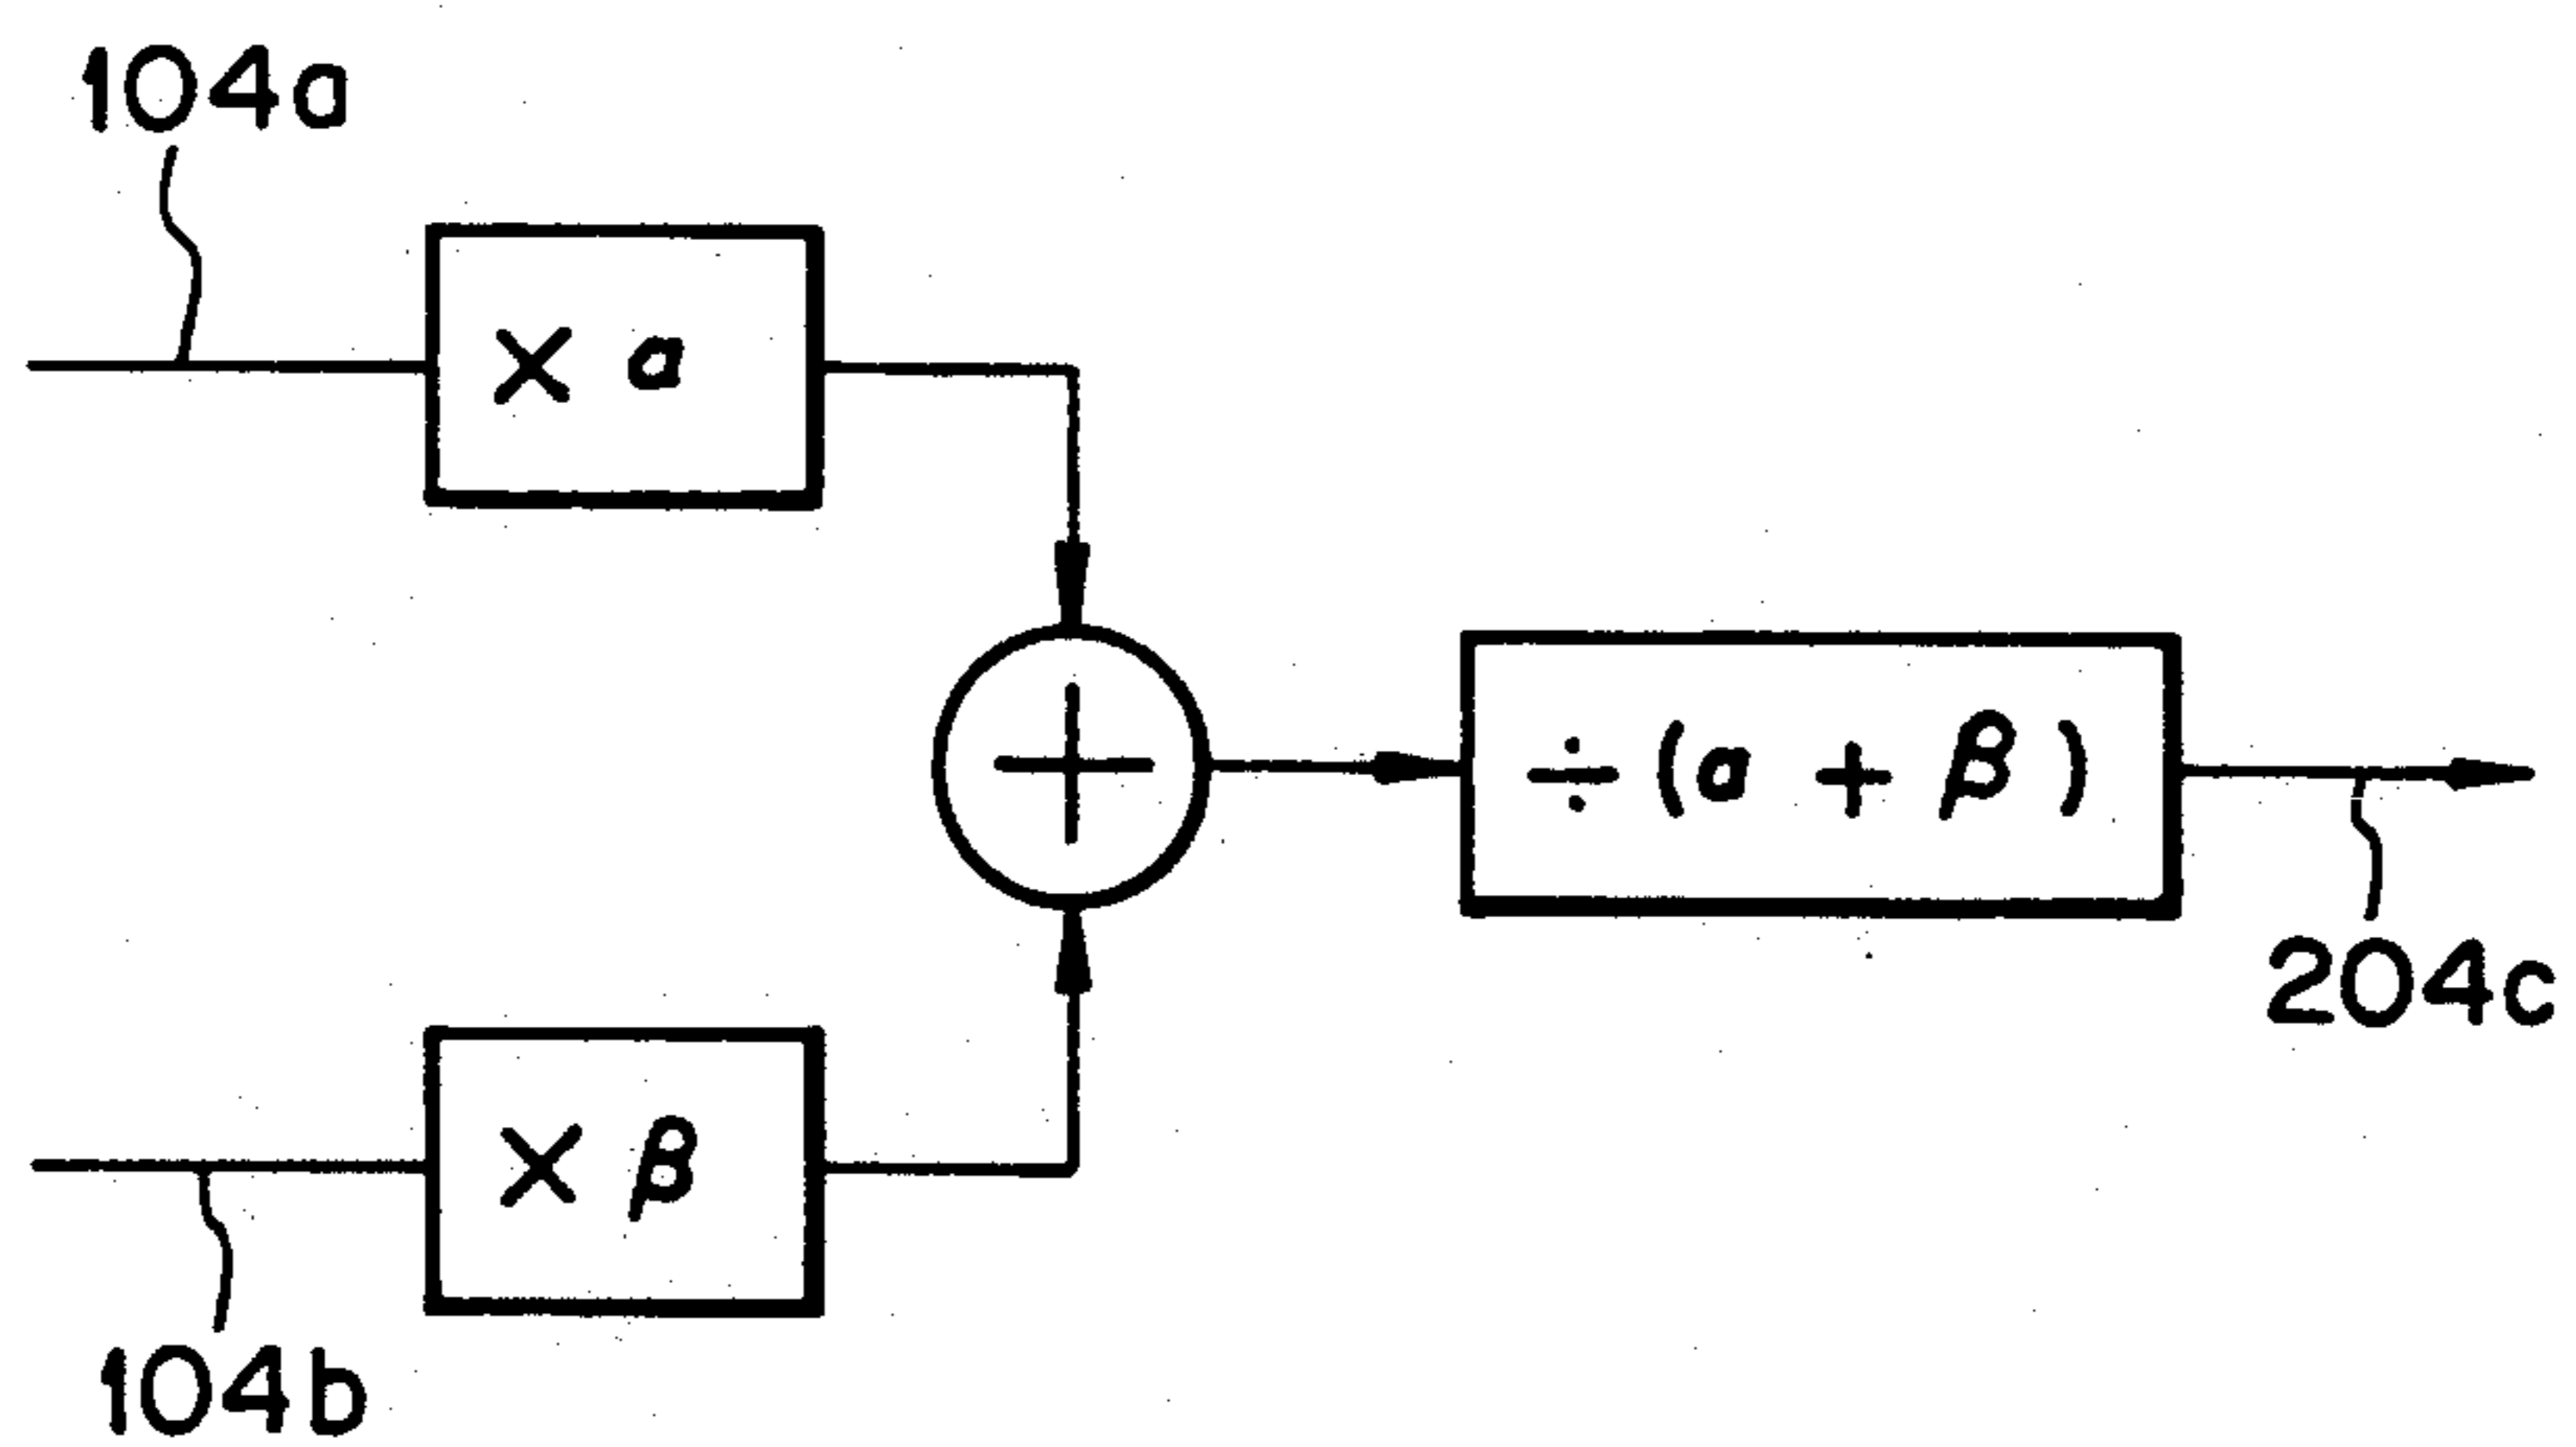 104a
× α
+
÷ (α + β)
204c
× β
104b